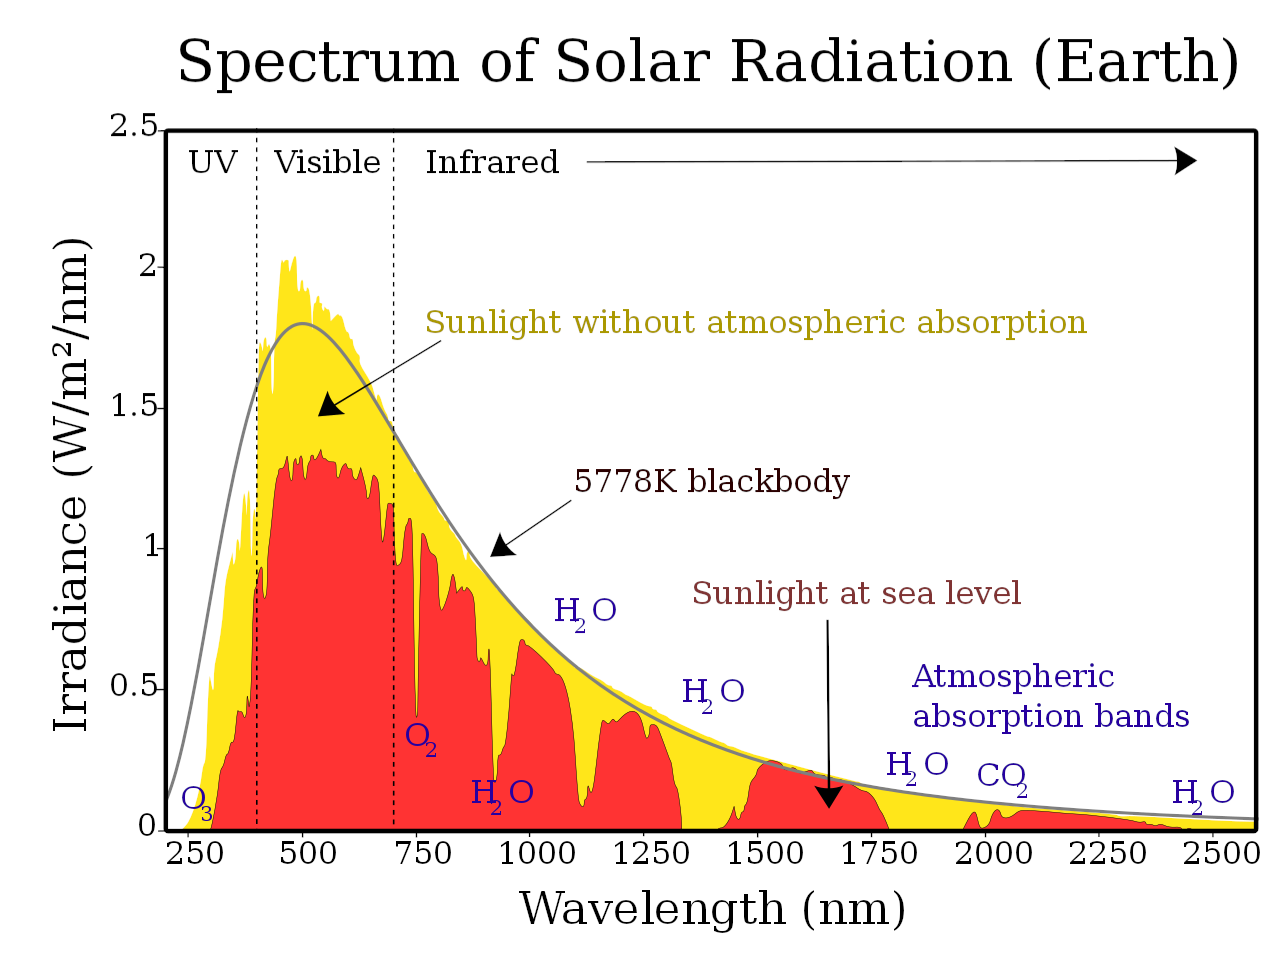 Spectrum of Solar Radiation (Earth)
Irradiance (W/m²/nm)
2.5
2
1.5
1
0.5
0
UV
Visible
Infrared
Sunlight without atmospheric absorption
5778K blackbody
H₂O
Sunlight at sea level
H₂O
Atmospheric
absorption bands
O₂
H₂O
CO₂
O₃
H₂O
H₂O
250 500 750 1000 1250 1500 1750 2000 2250 2500
Wavelength (nm)